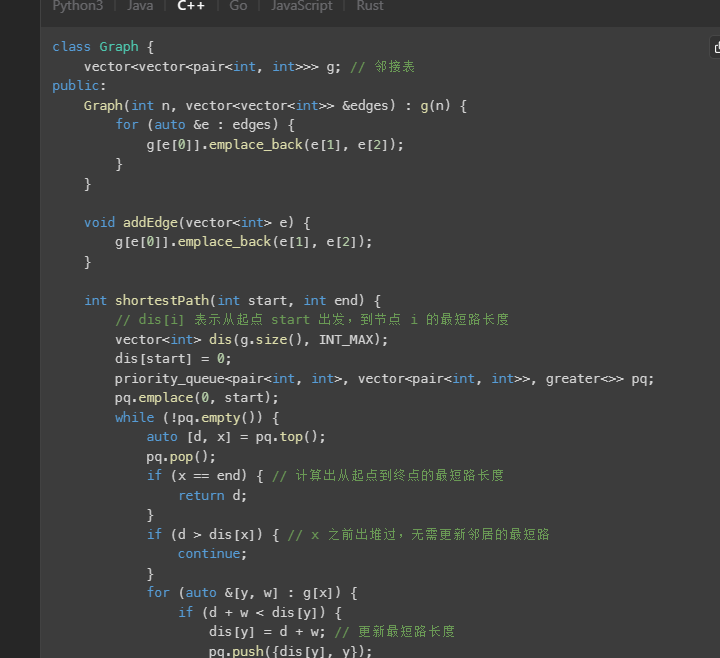 Python3 | Java | C++ | Go | JavaScript | Rust
class Graph {
    vector<vector<pair<int, int>>> g; // 邻接表
public:
    Graph(int n, vector<vector<int>> &edges) : g(n) {
        for (auto &e : edges) {
            g[e[0]].emplace_back(e[1], e[2]);
        }
    }

    void addEdge(vector<int> e) {
        g[e[0]].emplace_back(e[1], e[2]);
    }

    int shortestPath(int start, int end) {
        // dis[i] 表示从起点 start 出发，到节点 i 的最短路长度
        vector<int> dis(g.size(), INT_MAX);
        dis[start] = 0;
        priority_queue<pair<int, int>, vector<pair<int, int>>, greater<>> pq;
        pq.emplace(0, start);
        while (!pq.empty()) {
            auto [d, x] = pq.top();
            pq.pop();
            if (x == end) { // 计算出从起点到终点的最短路长度
                return d;
            }
            if (d > dis[x]) { // x 之前出堆过，无需更新邻居的最短路
                continue;
            }
            for (auto &[y, w] : g[x]) {
                if (d + w < dis[y]) {
                    dis[y] = d + w; // 更新最短路长度
                    pq.push({dis[y], y});